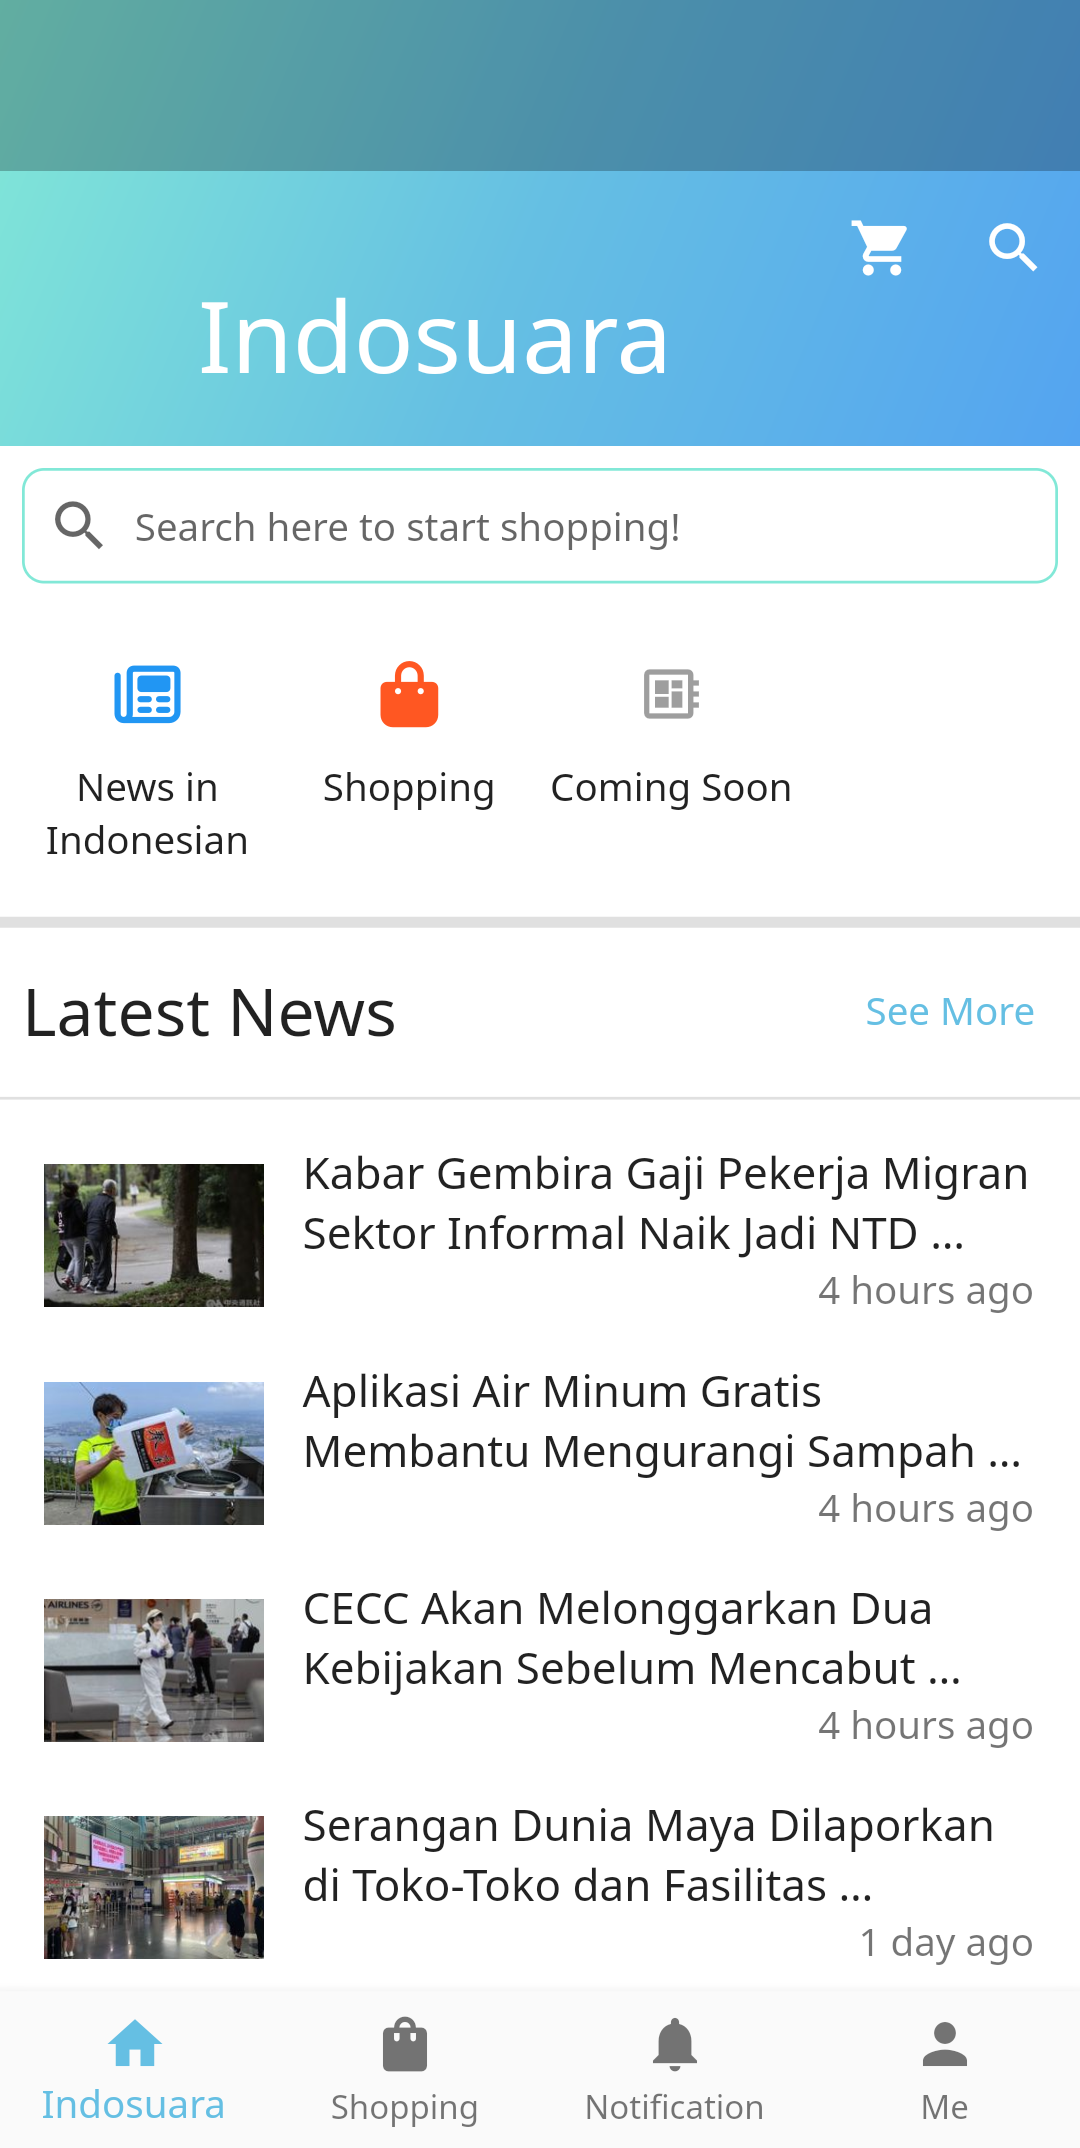 Indosuara
Search here to start shopping!
News in
Indonesian
Shopping
Coming Soon
Latest News
See More
Kabar Gembira Gaji Pekerja Migran
Sektor Informal Naik Jadi NTD ...
4 hours ago
Aplikasi Air Minum Gratis
Membantu Mengurangi Sampah ...
4 hours ago
AIRLINES
CECC Akan Melonggarkan Dua
Kebijakan Sebelum Mencabut ...
4 hours ago
Serangan Dunia Maya Dilaporkan
di Toko-Toko dan Fasilitas ...
1 day ago
Indosuara
Shopping
Notification
Me